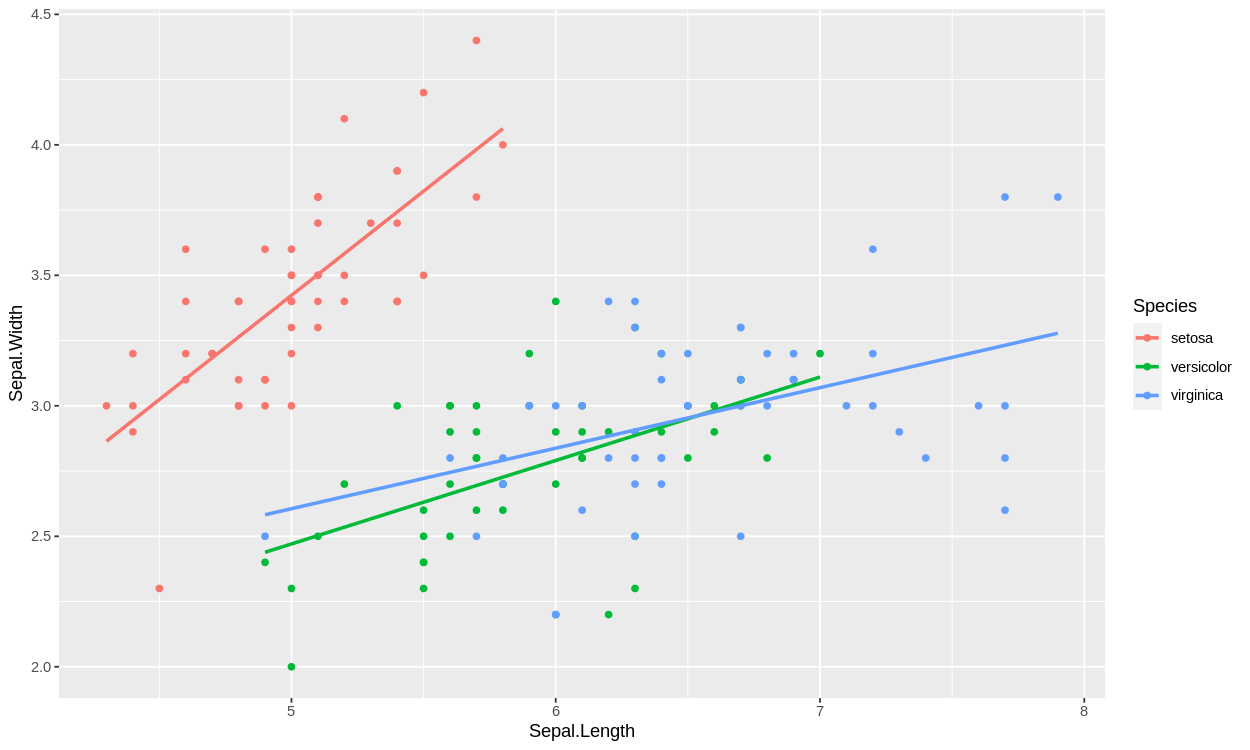 4.5
4.0
3.5
3.0
2.5
2.0
Sepal.Width
5 6 7 8
Sepal.Length
Species
setosa
versicolor
virginica